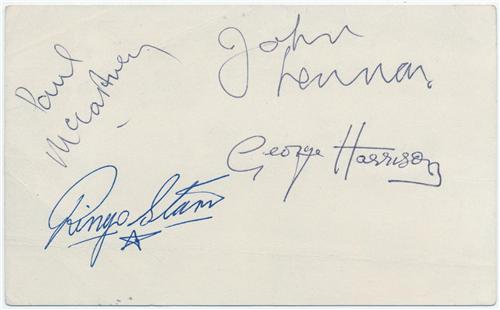 Paul
McCartney
John
Lennon.
George Harrison
Ringo Starr